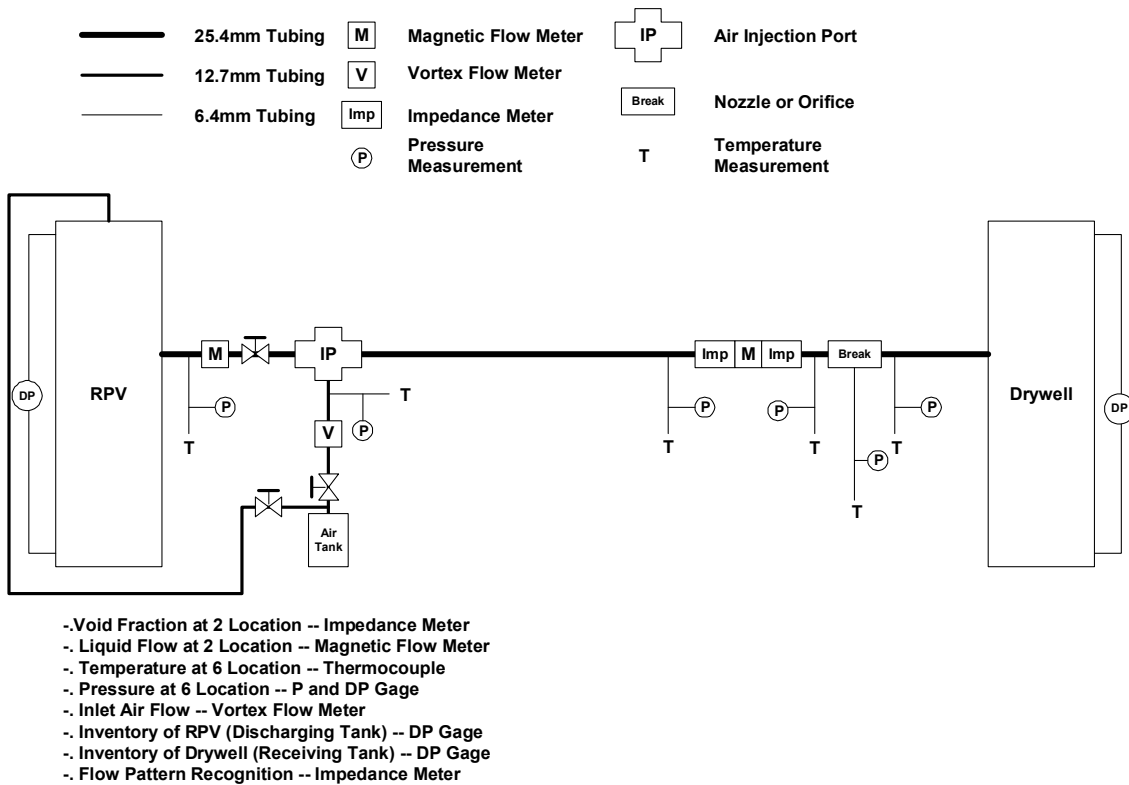 25.4mm Tubing
M
Magnetic Flow Meter
IP
Air Injection Port
12.7mm Tubing
V
Vortex Flow Meter
6.4mm Tubing
Imp
Impedance Meter
Break
Nozzle or Orifice
P
Pressure
Measurement
T
Temperature
Measurement
DP
RPV
M
IP
Imp
M
Imp
Break
Drywell
DP
P
T
T
P
V
P
T
P
T
P
T
P
T
Air
Tank
-.Void Fraction at 2 Location -- Impedance Meter
-. Liquid Flow at 2 Location -- Magnetic Flow Meter
-. Temperature at 6 Location -- Thermocouple
-. Pressure at 6 Location -- P and DP Gage
-. Inlet Air Flow -- Vortex Flow Meter
-. Inventory of RPV (Discharging Tank) -- DP Gage
-. Inventory of Drywell (Receiving Tank) -- DP Gage
-. Flow Pattern Recognition -- Impedance Meter